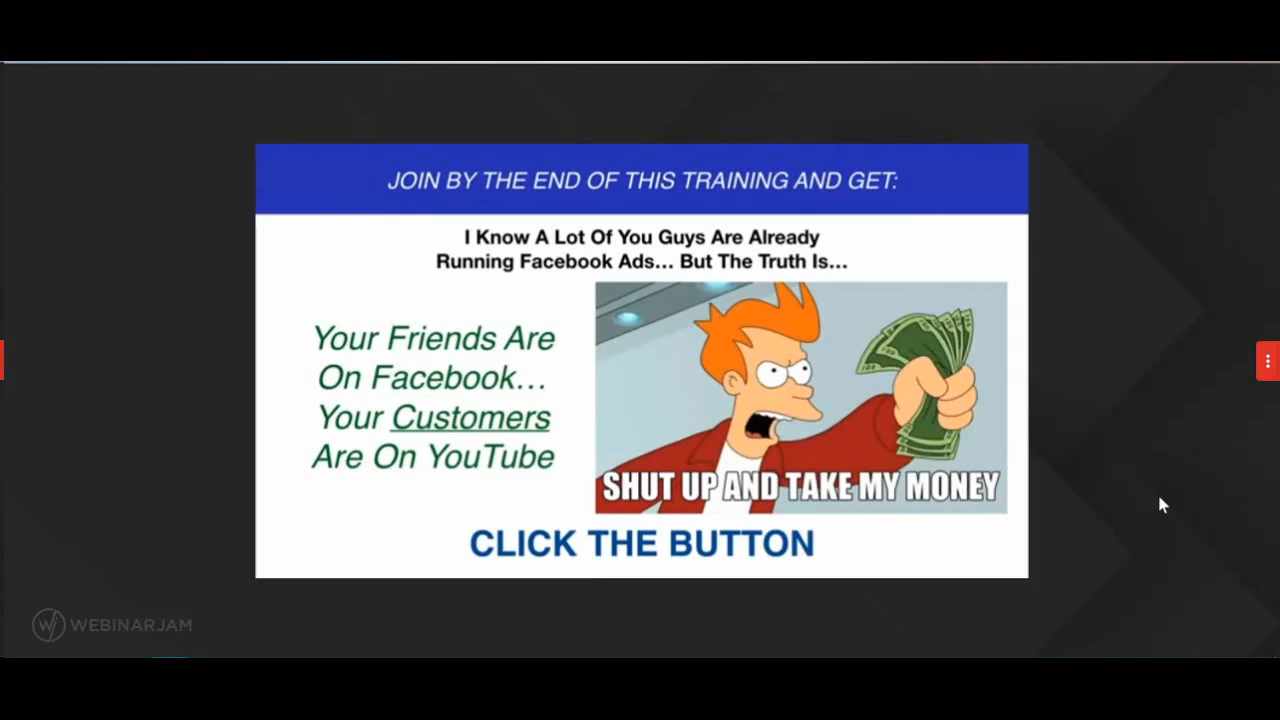 JOIN BY THE END OF THIS TRAINING AND GET:
I Know A Lot Of You Guys Are Already
Running Facebook Ads... But The Truth Is...
Your Friends Are
On Facebook...
Your Customers
Are On YouTube
SHUT UP AND TAKE MY MONEY
CLICK THE BUTTON
WEBINARJAM